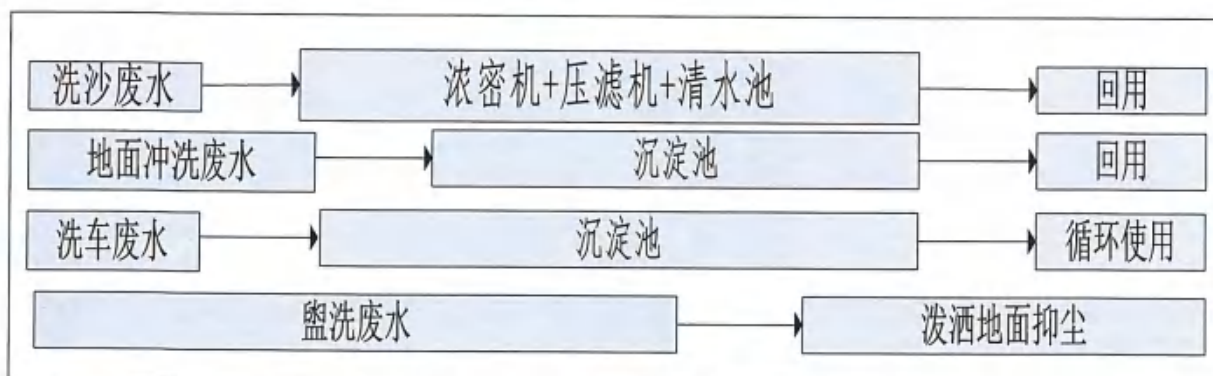 洗沙废水 浓密机+压滤机+清水池 回用
地面冲洗废水 沉淀池 回用
洗车废水 沉淀池 循环使用
盥洗废水 泼洒地面抑尘